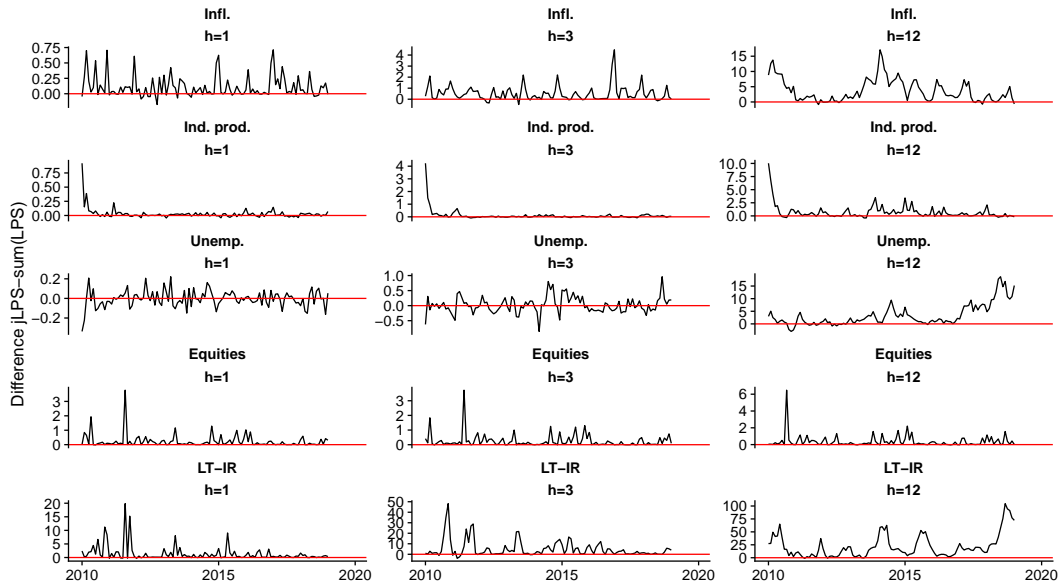 Difference jLPS−sum(LPS)
Infl. Infl. Infl.
h=1 h=3 h=12
0.75 4 15
0.50 3 10
0.25 2 5
0.00 1 0
0
Ind. prod. Ind. prod. Ind. prod.
h=1 h=3 h=12
0.75 4 10.0
0.50 3 7.5
0.25 2 5.0
0.00 1 2.5
0 0.0
Unemp. Unemp. Unemp.
h=1 h=3 h=12
0.2 1.0 15
0.0 0.5 10
−0.2 0.0 5
−0.5 0
Equities Equities Equities
h=1 h=3 h=12
3 3 6
2 2 4
1 1 2
0 0 0
LT−IR LT−IR LT−IR
h=1 h=3 h=12
20 50 100
15 40 75
10 30 50
5 20 25
0 10 0
0
2010 2015 2020 2010 2015 2020 2010 2015 2020